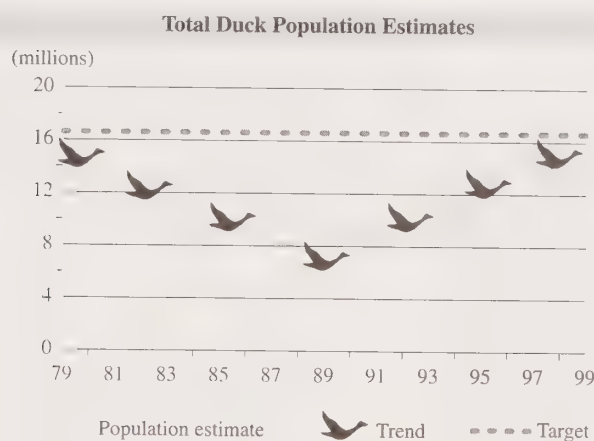 Total Duck Population Estimates
(millions)
20
16
12
8
4
0
79 81 83 85 87 89 91 93 95 97 98 99
Population estimate Trend Target